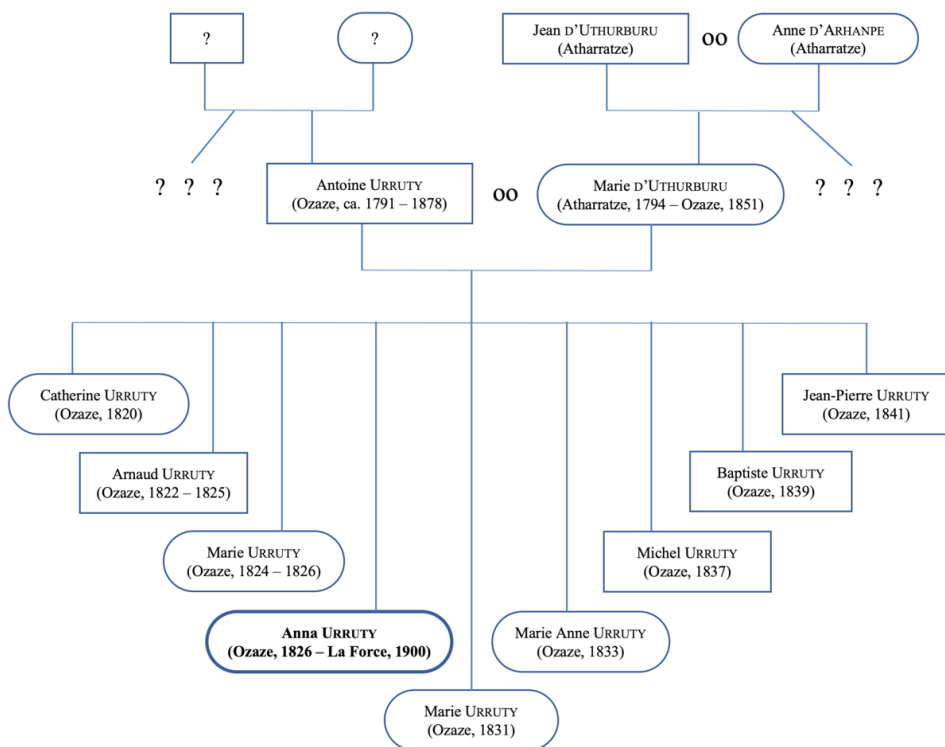 ?
?
Jean D'UTHURBURU
(Atharratze)
oo
Anne D'ARHANPE
(Atharratze)
? ? ?
Antoine URRUTY
(Ozaze, ca. 1791 – 1878)
oo
Marie D'UTHURBURU
(Atharratze, 1794 – Ozaze, 1851)
? ? ?
Catherine URRUTY
(Ozaze, 1820)
Jean-Pierre URRUTY
(Ozaze, 1841)
Arnaud URRUTY
(Ozaze, 1822 – 1825)
Baptiste URRUTY
(Ozaze, 1839)
Marie URRUTY
(Ozaze, 1824 – 1826)
Michel URRUTY
(Ozaze, 1837)
Anna URRUTY
(Ozaze, 1826 – La Force, 1900)
Marie Anne URRUTY
(Ozaze, 1833)
Marie URRUTY
(Ozaze, 1831)